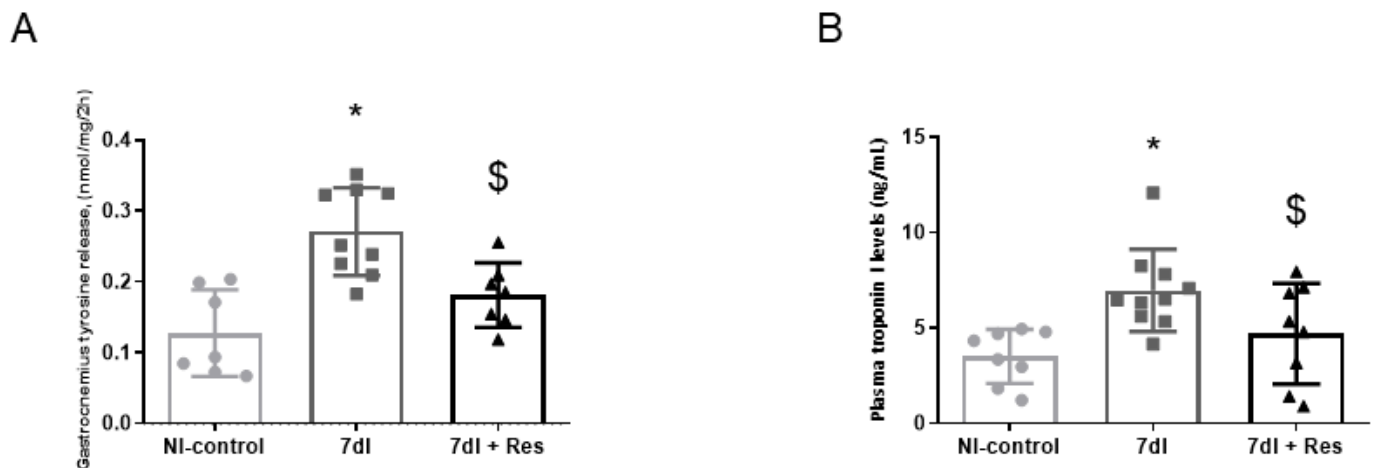 A
B
Gastrocnemius tyrosine release, (nmol/mg/2h)
0.4
0.3
0.2
0.1
0.0
*
$
NI-control 7dI 7dI + Res
Plasma troponin I levels (ng/mL)
15
10
5
0
*
$
NI-control 7dI 7dI + Res